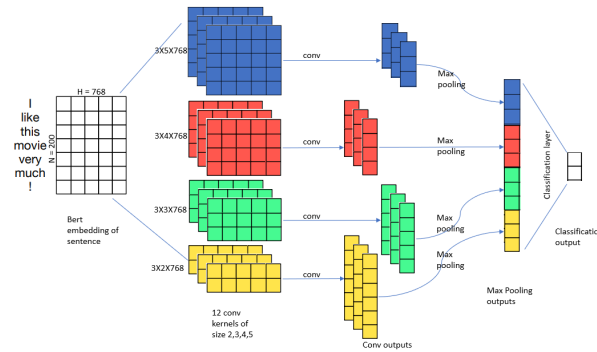 I
like
this
movie
very
much
!
H = 768
N = 200
Bert
embedding of
sentence
3X5X768
3X4X768
3X3X768
3X2X768
12 conv
kernels of
size 2,3,4,5
conv
conv
conv
conv
Conv outputs
Max
pooling
Max
pooling
Max
pooling
Max
pooling
Max Pooling
outputs
Classification layer
Classificatic
output